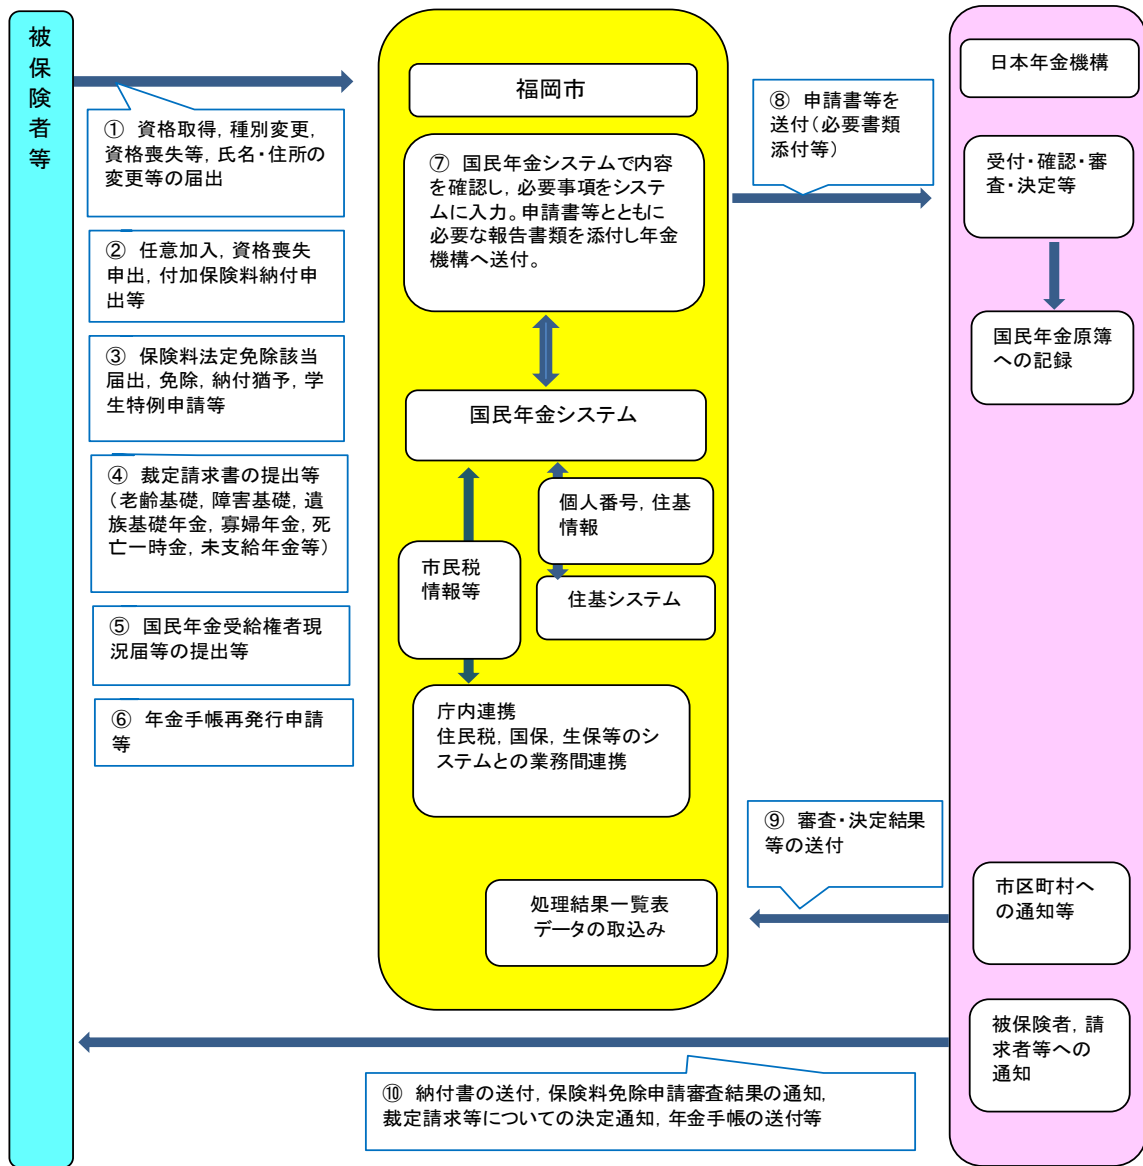 被保険者等
① 資格取得，種別変更，
資格喪失等，氏名・住所の
変更等の届出
② 任意加入，資格喪失
申出，付加保険料納付申
出等
③ 保険料法定免除該当
届出，免除，納付猶予，学
生特例申請等
④ 裁定請求書の提出等
（老齢基礎，障害基礎，遺
族基礎年金，寡婦年金，死
亡一時金，未支給年金等）
⑤ 国民年金受給権者現
況届等の提出等
⑥ 年金手帳再発行申請
等
福岡市
⑦ 国民年金システムで内容
を確認し，必要事項をシステ
ムに入力。申請書等とともに
必要な報告書類を添付し年金
機構へ送付。
国民年金システム
個人番号，住基
情報
市民税
情報等
住基システム
庁内連携
住民税，国保，生保等のシ
ステムとの業務間連携
処理結果一覧表
データの取込み
⑧ 申請書等を
送付（必要書類
添付等）
日本年金機構
受付・確認・審
査・決定等
国民年金原簿
への記録
⑨ 審査・決定結果
等の送付
市区町村へ
の通知等
被保険者，請
求者等への
通知
⑩ 納付書の送付，保険料免除申請審査結果の通知，
裁定請求等についての決定通知，年金手帳の送付等